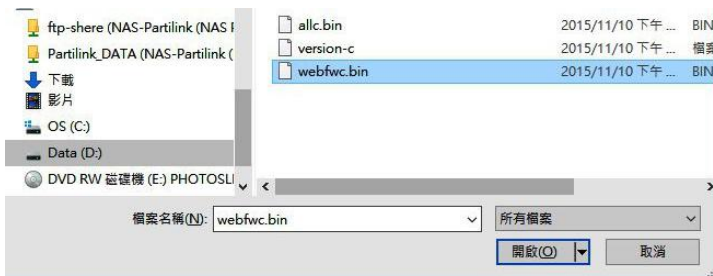 ftp-shere (NAS-Partilink (NAS
Partilink_DATA (NAS-Partilink (
下載
影片
OS (C:)
Data (D:)
DVD RW 磁碟機 (E:) PHOTOSL
allc.bin 2015/11/10 下午 ... BIN
version-c 2015/11/10 下午 ... 檔案
webfwc.bin 2015/11/10 下午 ... BIN
檔案名稱(N): webfwc.bin 所有檔案
開啟(O) 取消